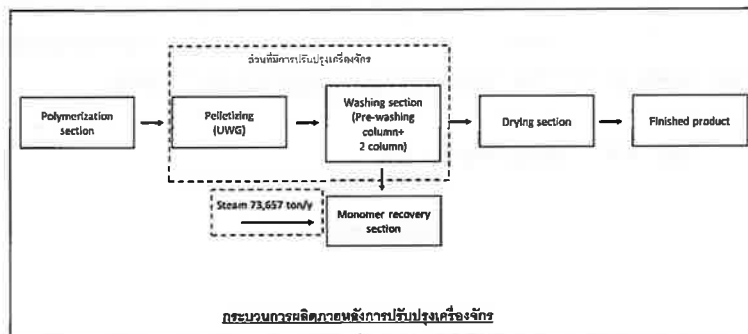 ส่วนที่มีการปรับปรุงเครื่องจักร
Polymerization
section
Pelletizing
(UWG)
Washing section
(Pre-washing
column+
2 column)
Drying section
Finished product
Steam 73,657 ton/y
Monomer recovery
section
กระบวนการผลิตภายหลังการปรับปรุงเครื่องจักร